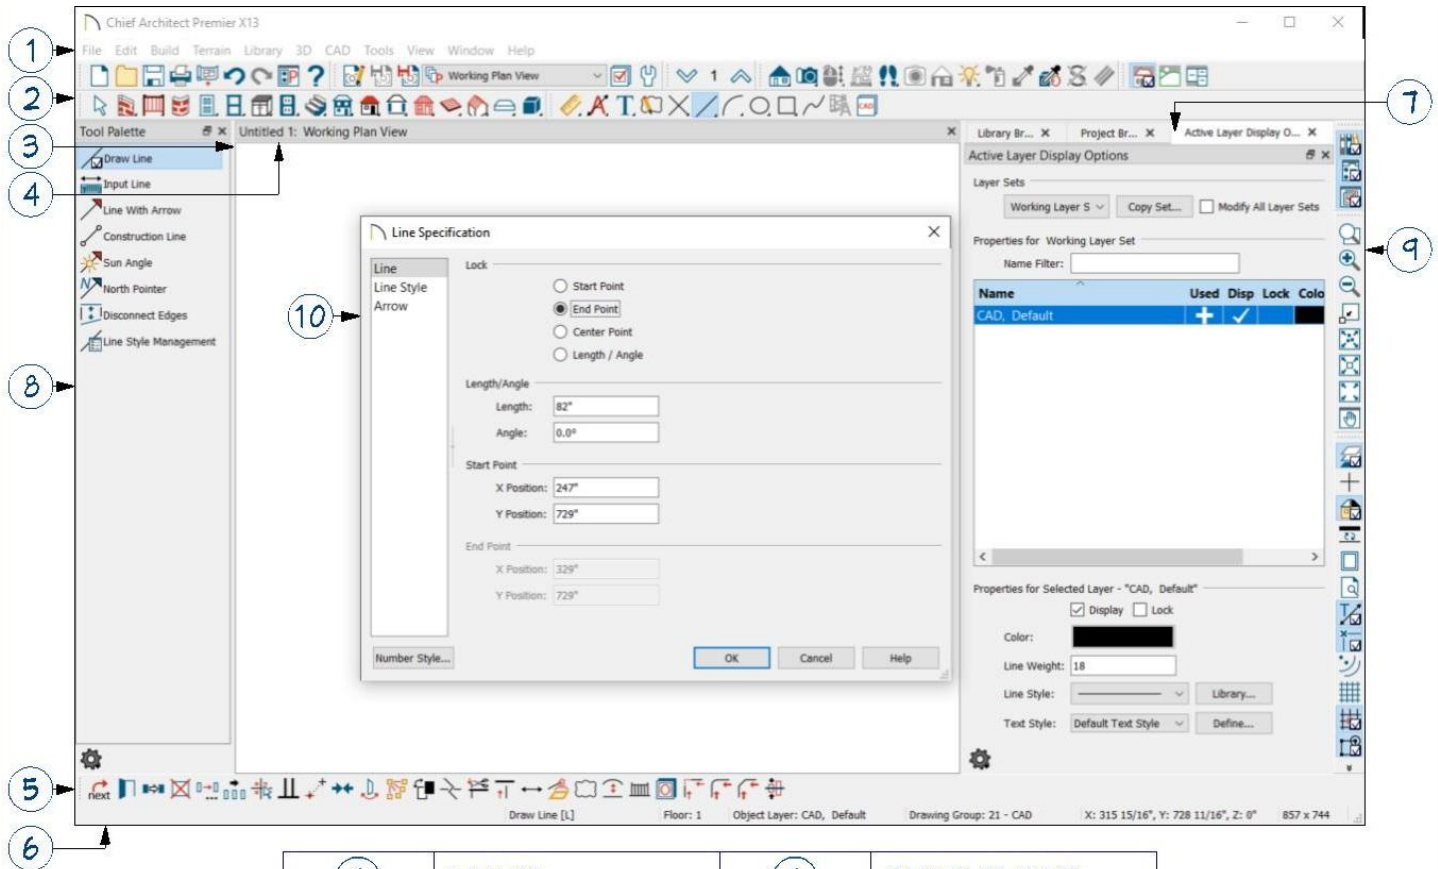 Chief Architect Premier X13
1
File Edit Build Terrain Library 3D CAD Tools View Window Help
Working Plan View
1
2
7
3
Tool Palette
Untitled 1: Working Plan View
Library Br...
Project Br...
Active Layer Display O...
4
Draw Line
Input Line
Line With Arrow
Construction Line
Sun Angle
North Pointer
Disconnect Edges
Line Style Management
8
Line Specification
10
Line
Line Style
Arrow
Lock
Start Point
End Point
Center Point
Length / Angle
Length/Angle
Length: 82"
Angle: 0.0°
Start Point
X Position: 247"
Y Position: 729"
End Point
X Position: 329"
Y Position: 729"
Number Style...
OK
Cancel
Help
Active Layer Display Options
Layer Sets
Working Layer S
Copy Set...
Modify All Layer Sets
Properties for Working Layer Set
Name Filter:
9
Name Used Disp Lock Colo
CAD, Default
Properties for Selected Layer - "CAD, Default"
Display Lock
Color:
Line Weight: 18
Line Style:
Library...
Text Style: Default Text Style
Define...
5
next
Draw Line [L]
Floor: 1
Object Layer: CAD, Default
Drawing Group: 21 - CAD
X: 315 15/16", Y: 728 11/16", Z: 0"
857 x 744
6